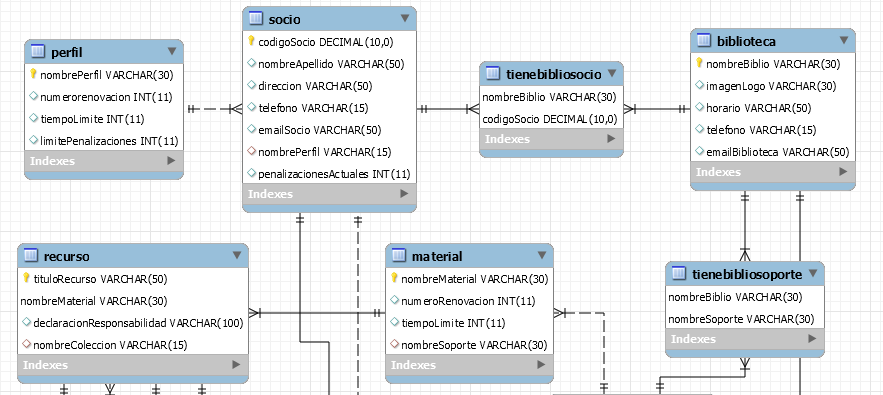 perfil
nombrePerfil VARCHAR(30)
numerorenovacion INT(11)
tiempoLimite INT(11)
limitePenalizaciones INT(11)
Indexes
socio
codigoSocio DECIMAL(10,0)
nombreApellido VARCHAR(50)
direccion VARCHAR(50)
telefono VARCHAR(15)
emailSocio VARCHAR(50)
nombrePerfil VARCHAR(15)
penalizacionesActuales INT(11)
Indexes
tienebibliosocio
nombreBiblio VARCHAR(30)
codigoSocio DECIMAL(10,0)
Indexes
biblioteca
nombreBiblio VARCHAR(30)
imagenLogo VARCHAR(30)
horario VARCHAR(50)
telefono VARCHAR(15)
emailBiblioteca VARCHAR(50)
Indexes
recurso
tituloRecurso VARCHAR(50)
nombreMaterial VARCHAR(30)
declaracionResponsabilidad VARCHAR(100)
nombreColeccion VARCHAR(15)
Indexes
material
nombreMaterial VARCHAR(30)
numeroRenovacion INT(11)
tiempoLimite INT(11)
nombreSoporte VARCHAR(30)
Indexes
tienebibliosoporte
nombreBiblio VARCHAR(30)
nombreSoporte VARCHAR(30)
Indexes